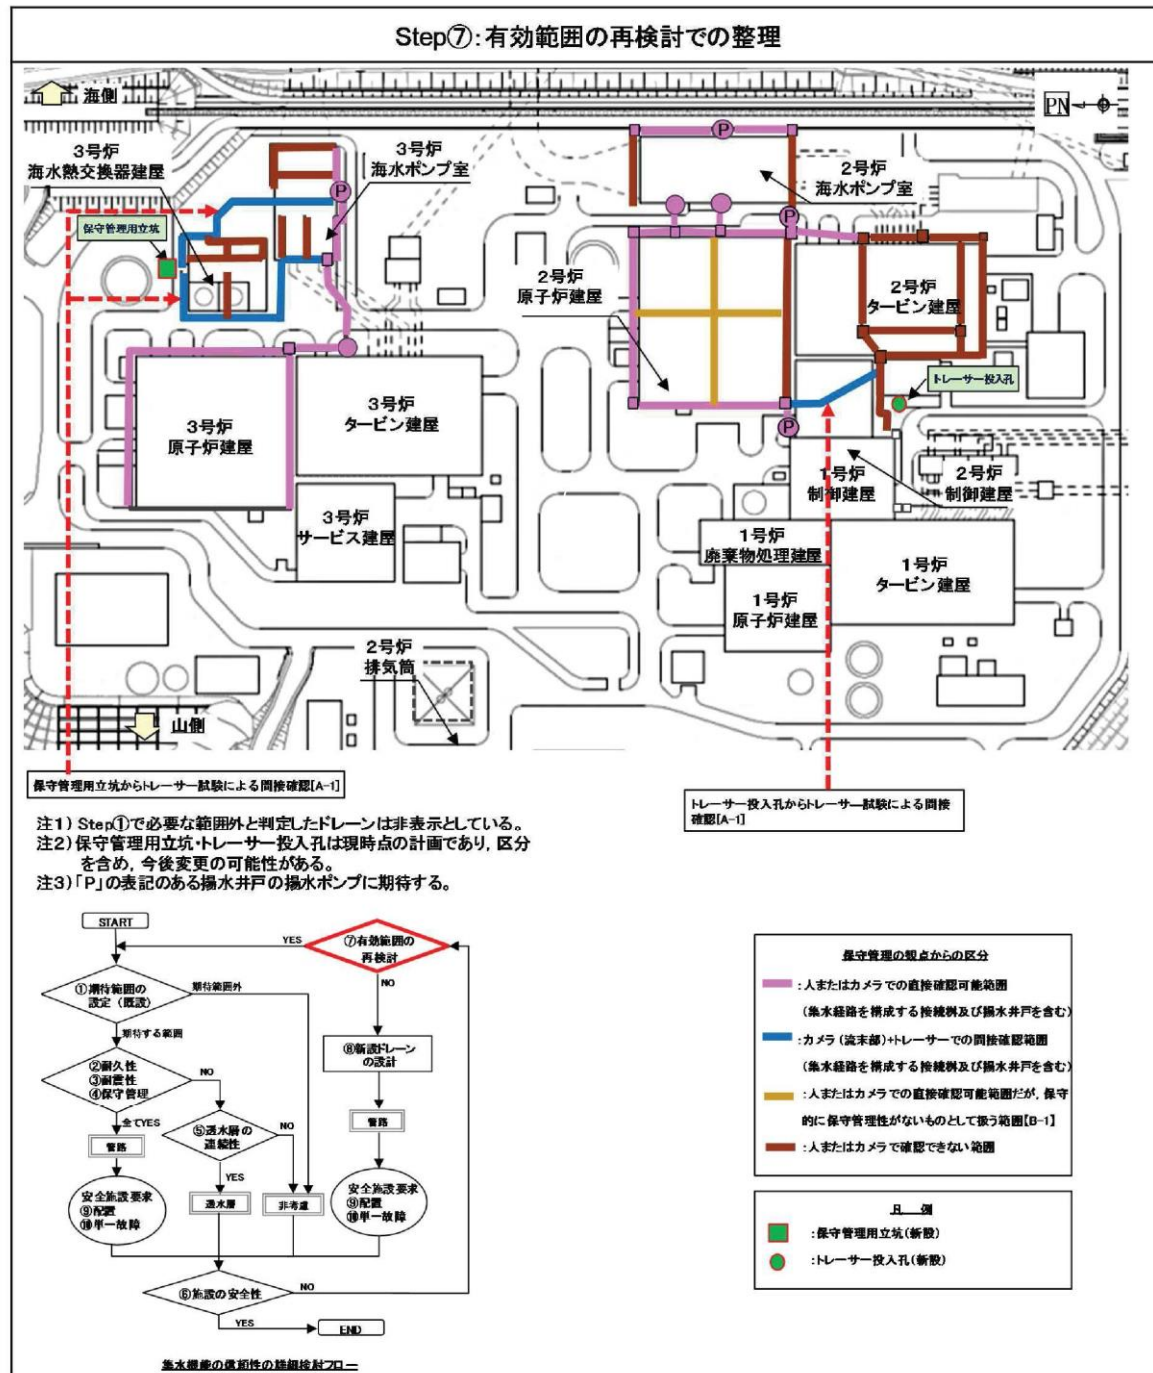 Step⑦:有効範囲の再検討での整理
海側
PN
3号炉
海水熱交換器建屋
3号炉
海水ポンプ室
2号炉
海水ポンプ室
保守管理用立坑
P
P
P
P
2号炉
原子炉建屋
2号炉
タービン建屋
トレーサー投入孔
3号炉
原子炉建屋
3号炉
タービン建屋
3号炉
サービス建屋
1号炉
制御建屋
2号炉
制御建屋
1号炉
廃棄物処理建屋
1号炉
タービン建屋
1号炉
原子炉建屋
2号炉
排気筒
山側
保守管理用立坑からトレーサー試験による間接確認[A-1]
トレーサー投入孔からトレーサー試験による間接
確認[A-1]
注1) Step①で必要な範囲外と判定したドレーンは非表示としている。
注2) 保守管理用立坑・トレーサー投入孔は現時点の計画であり, 区分
を含め, 今後変更の可能性がある。
注3)「P」の表記のある揚水井戸の揚水ポンプに期待する。
START
YES
⑦有効範囲の
再検討
①期待範囲の
設定(既設)
期待範囲外
NO
期待する範囲
⑧新設ドレーン
の設計
②耐久性
③耐震性
④保守管理
NO
全てYES
⑤透水層の
連続性
NO
管路
管路
YES
安全施設要求
⑨配置
⑩単一故障
透水層
非考慮
安全施設要求
⑨配置
⑩単一故障
⑥施設の安全性
NO
YES
END
集水機能の信頼性の詳細検討フロー
保守管理の観点からの区分
:人またはカメラでの直接確認可能範囲
(集水経路を構成する接続桝及び揚水井戸を含む)
:カメラ(流末部)+トレーサーでの間接確認範囲
(集水経路を構成する接続桝及び揚水井戸を含む)
:人またはカメラでの直接確認可能範囲だが, 保守
的に保守管理性がないものとして扱う範囲【B-1】
:人またはカメラで確認できない範囲
凡 例
:保守管理用立坑(新設)
:トレーサー投入孔(新設)